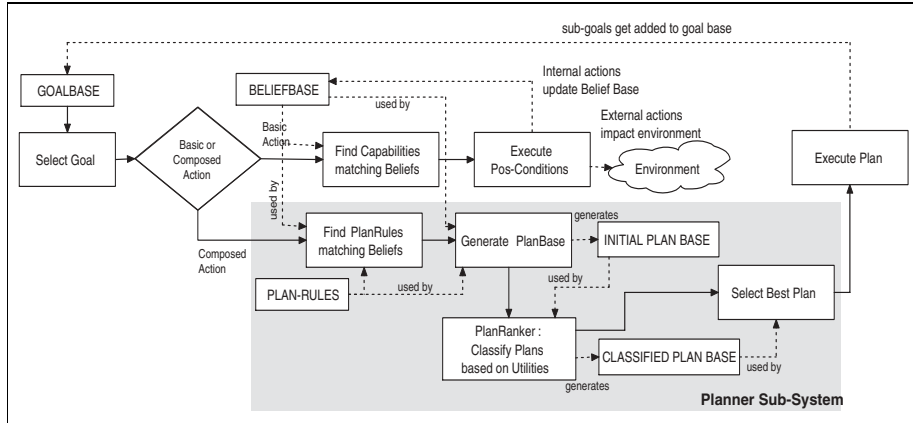 sub-goals get added to goal base
GOALBASE
BELIEFBASE
used by
Internal actions
update Belief Base
Basic
Action
External actions
impact environment
Select Goal
Basic or
Composed
Action
Find Capabilities
matching Beliefs
Execute
Pos-Conditions
Environment
Execute Plan
used by
Composed
Action
Find PlanRules
matching Beliefs
Generate PlanBase
generates
INITIAL PLAN BASE
PLAN-RULES
used by
used by
Select Best Plan
PlanRanker :
Classify Plans
based on Utilities
generates
CLASSIFIED PLAN BASE
used by
Planner Sub-System